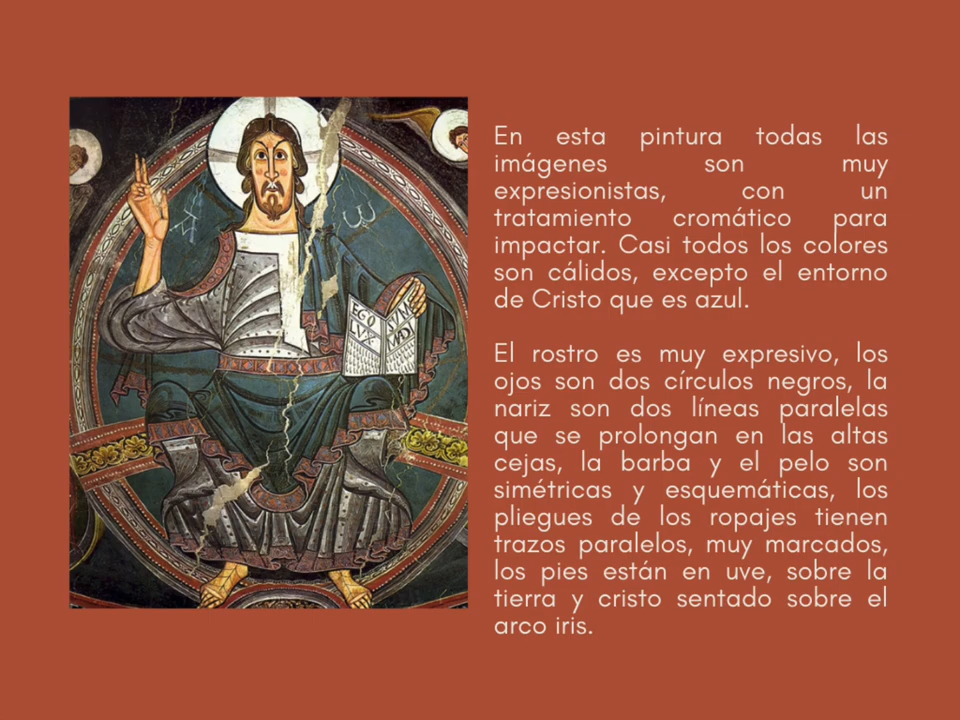 EGO
LVX
MVN
DI
En esta pintura todas las
imágenes son muy
expresionistas, con un
tratamiento cromático para
impactar. Casi todos los colores
son cálidos, excepto el entorno
de Cristo que es azul.
El rostro es muy expresivo, los
ojos son dos círculos negros, la
nariz son dos líneas paralelas
que se prolongan en las altas
cejas, la barba y el pelo son
simétricas y esquemáticas, los
pliegues de los ropajes tienen
trazos paralelos, muy marcados,
los pies están en uve, sobre la
tierra y cristo sentado sobre el
arco iris.